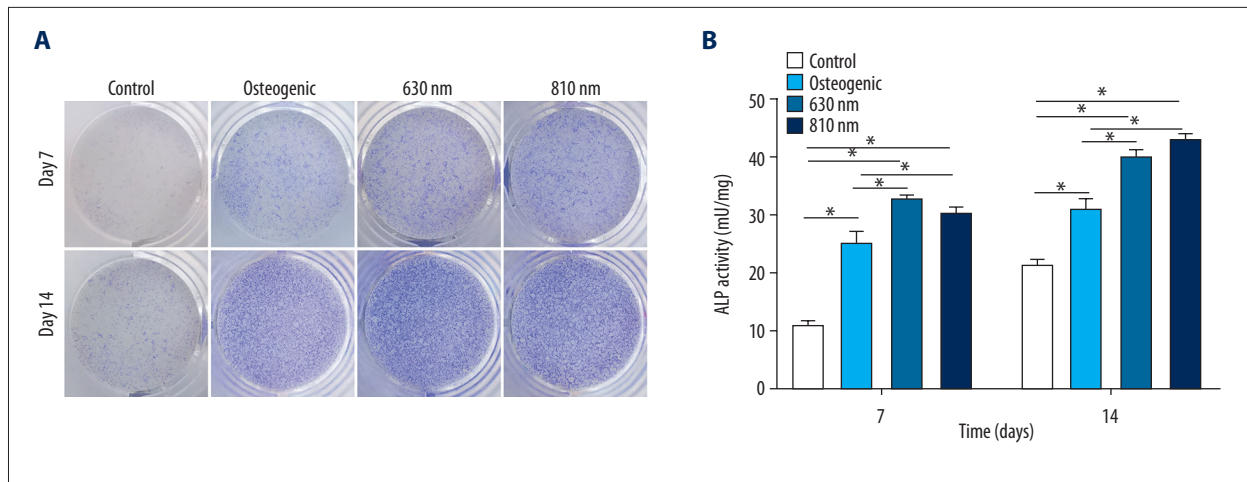 A
Control Osteogenic 630 nm 810 nm
Day 7
Day 14
B
Control
Osteogenic
630 nm
810 nm
ALP activity (mU/mg)
50
40
30
20
10
0
* * * * *
* * * * *
7 14
Time (days)